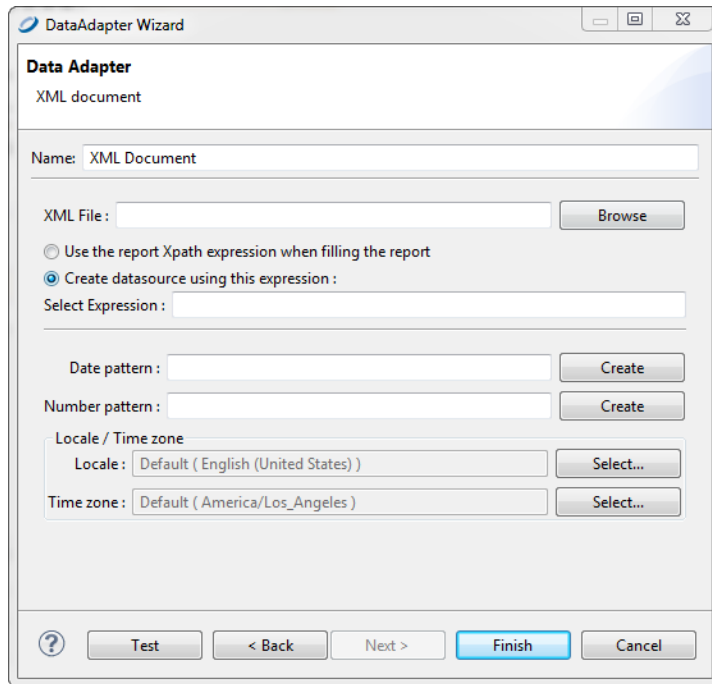 DataAdapter Wizard
Data Adapter
XML document
Name: XML Document
XML File : Browse
Use the report Xpath expression when filling the report
Create datasource using this expression :
Select Expression :
Date pattern : Create
Number pattern : Create
Locale / Time zone
Locale : Default ( English (United States) ) Select...
Time zone : Default ( America/Los_Angeles ) Select...
? Test < Back Next > Finish Cancel